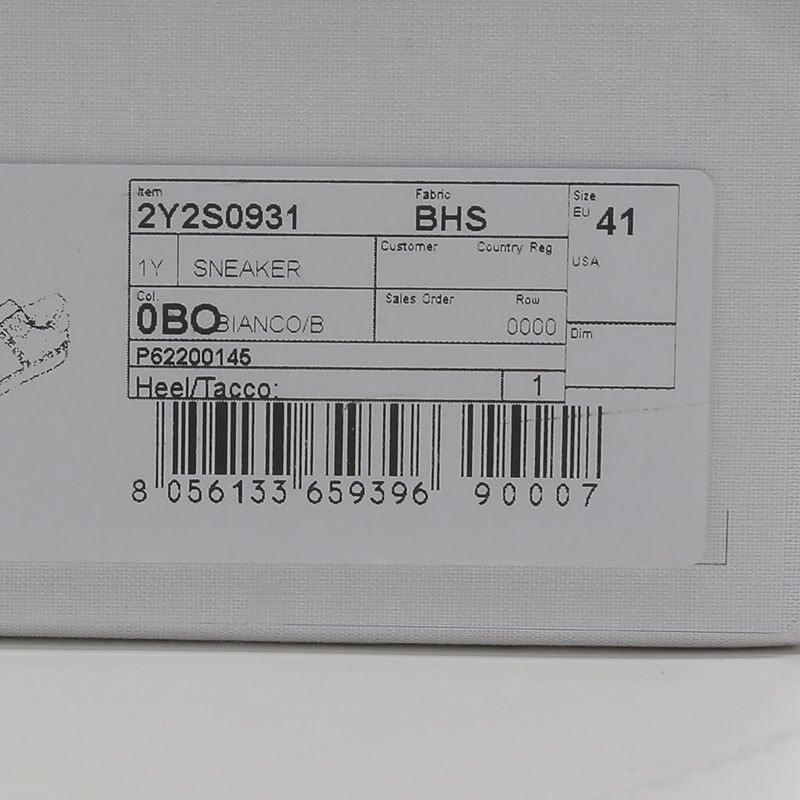 Item Fabric Size
2Y2S0931 BHS EU 41
Customer Country Reg
1Y SNEAKER USA
Col. Sales Order Row
0BO BIANCO/B 0000
Dim
P62200145
Heel/Tacco: 1
8 056133 659396 90007